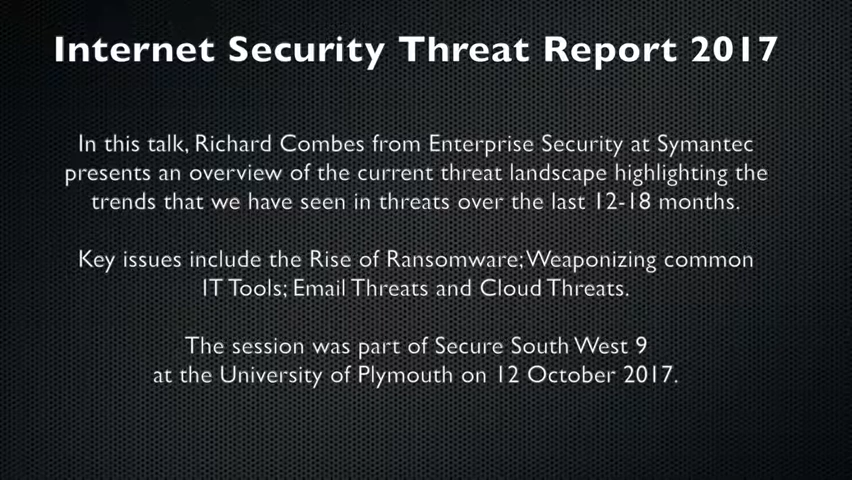 Internet Security Threat Report 2017
In this talk, Richard Combes from Enterprise Security at Symantec
presents an overview of the current threat landscape highlighting the
trends that we have seen in threats over the last 12-18 months.
Key issues include the Rise of Ransomware; Weaponizing common
IT Tools; Email Threats and Cloud Threats.
The session was part of Secure South West 9
at the University of Plymouth on 12 October 2017.